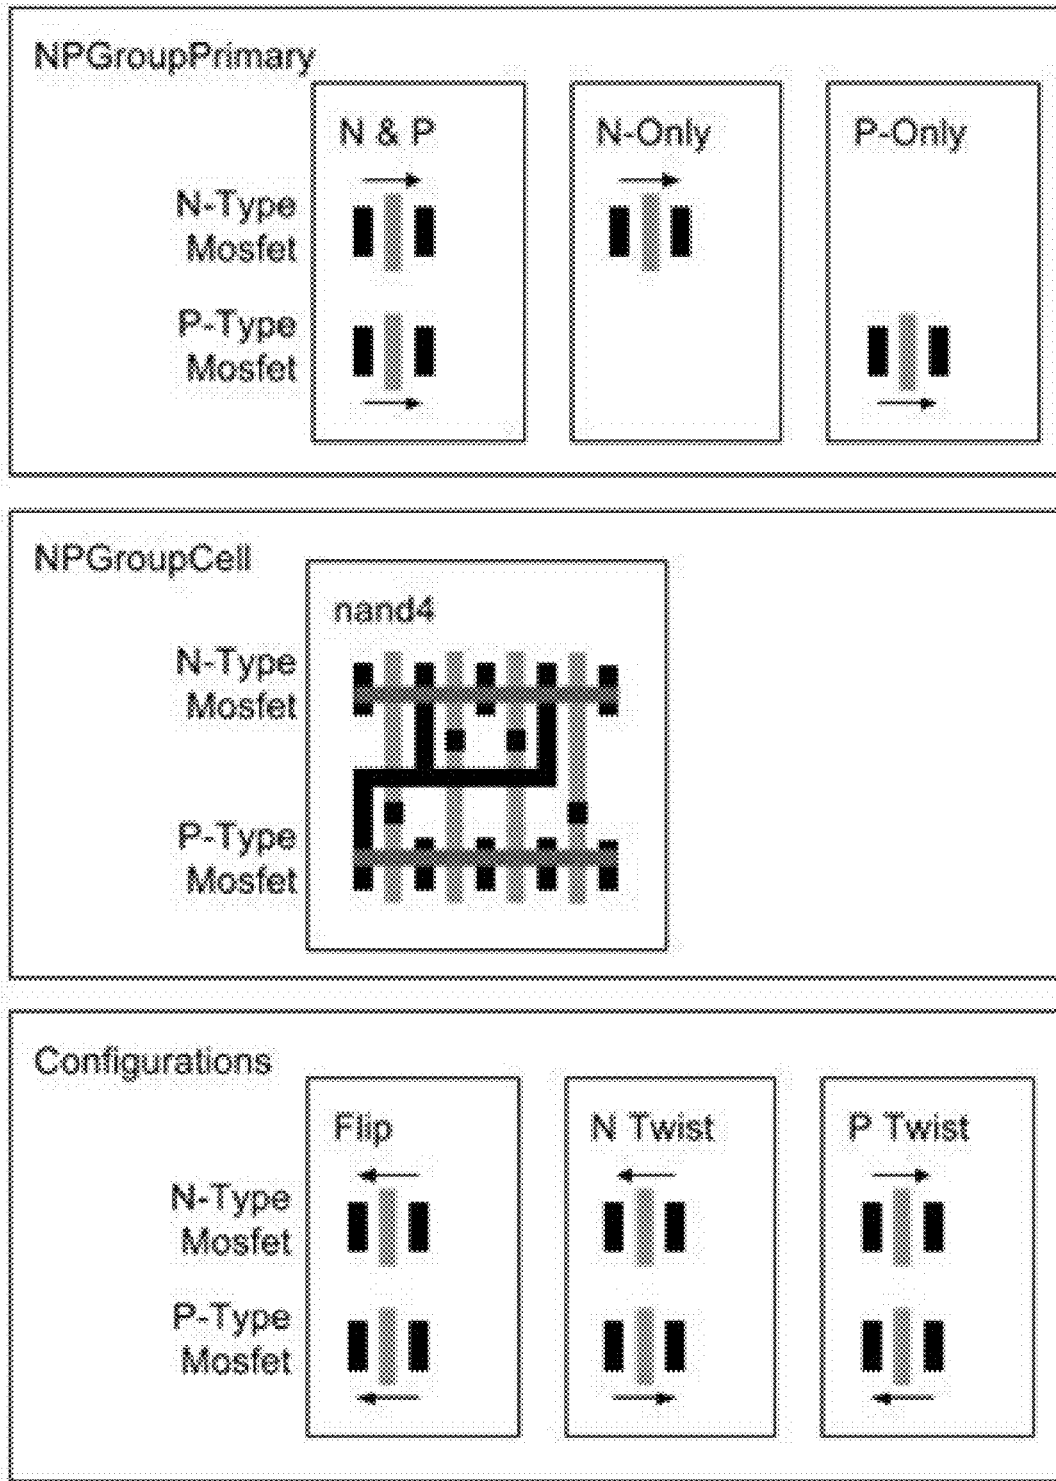 NPGroupPrimary
N & P
N-Only
P-Only
N-Type
Mosfet
P-Type
Mosfet
NPGroupCell
nand4
N-Type
Mosfet
P-Type
Mosfet
Configurations
Flip
N Twist
P Twist
N-Type
Mosfet
P-Type
Mosfet